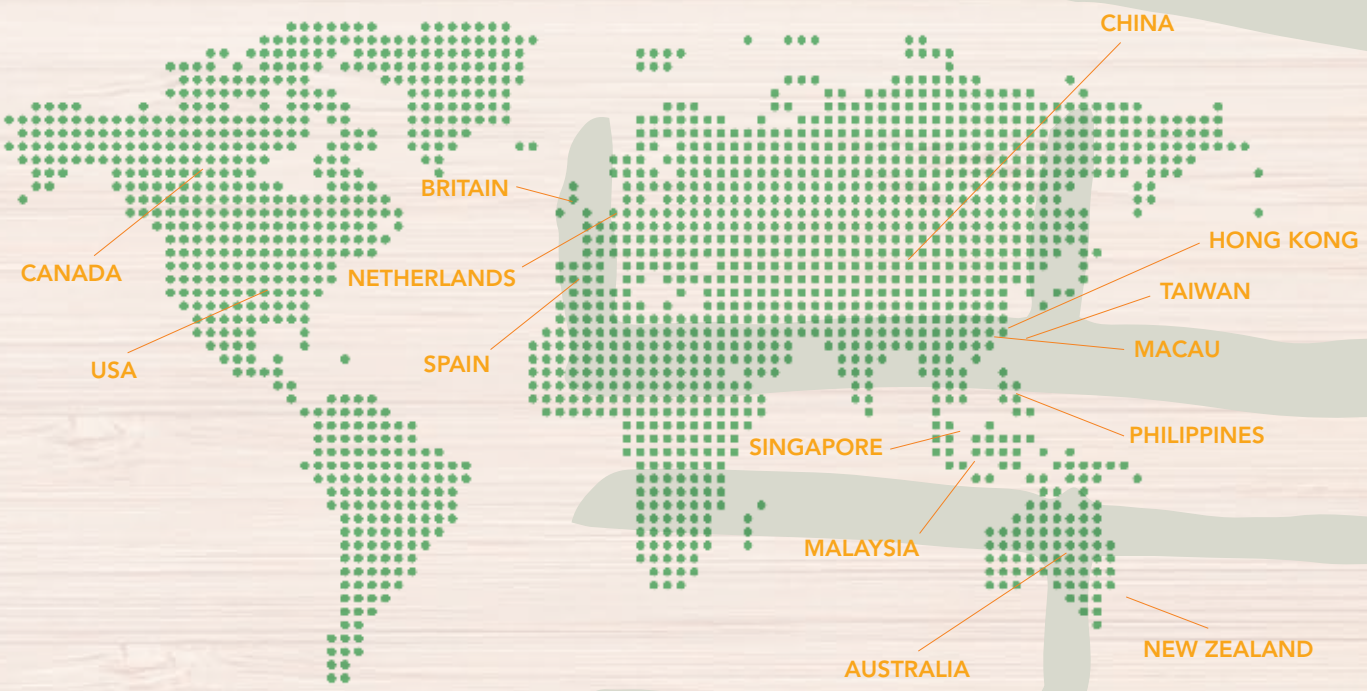 CHINA
BRITAIN
HONG KONG
CANADA
NETHERLANDS
TAIWAN
MACAU
USA
SPAIN
PHILIPPINES
SINGAPORE
MALAYSIA
NEW ZEALAND
AUSTRALIA